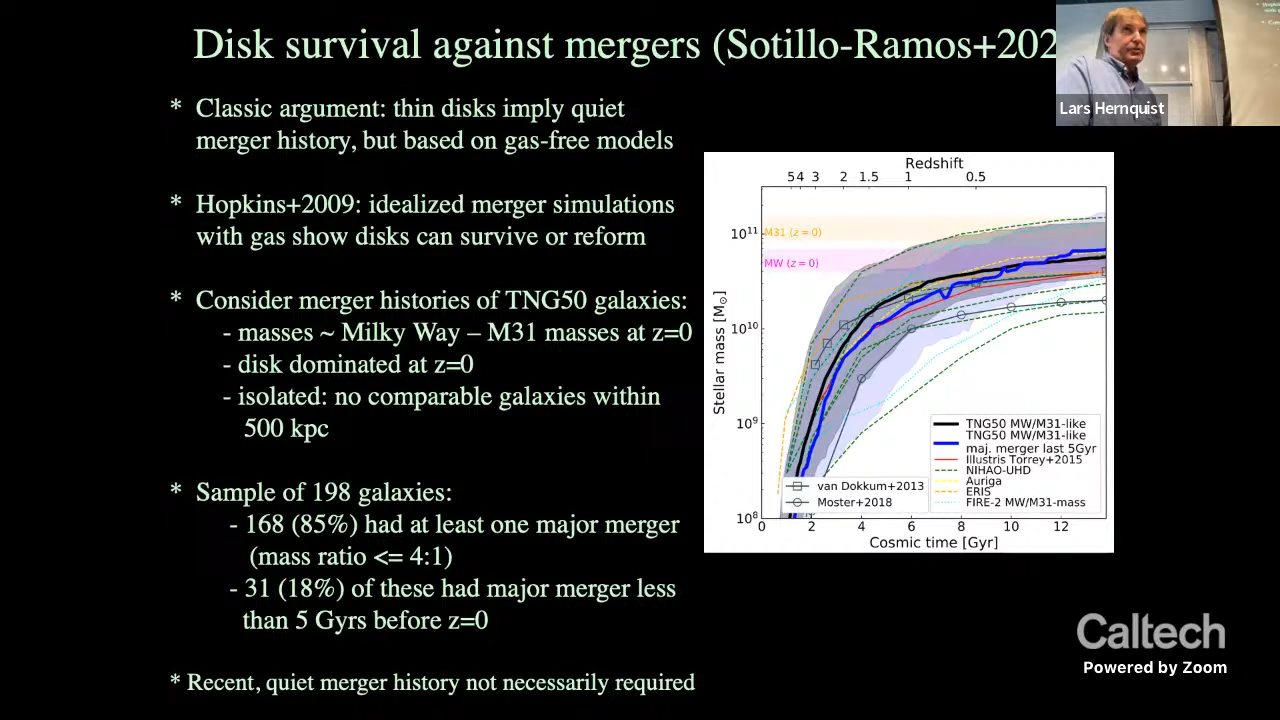 Disk survival against mergers (Sotillo-Ramos+202
Lars Hernquist
* Classic argument: thin disks imply quiet
merger history, but based on gas-free models
* Hopkins+2009: idealized merger simulations
with gas show disks can survive or reform
* Consider merger histories of TNG50 galaxies:
- masses ~ Milky Way – M31 masses at z=0
- disk dominated at z=0
- isolated: no comparable galaxies within
500 kpc
* Sample of 198 galaxies:
- 168 (85%) had at least one major merger
(mass ratio <= 4:1)
- 31 (18%) of these had major merger less
than 5 Gyrs before z=0
* Recent, quiet merger history not necessarily required
Redshift
5 4 3 2 1.5 1 0.5
Stellar mass [M☉]
10¹¹
10¹⁰
10⁹
10⁸
M31 (z = 0)
MW (z = 0)
TNG50 MW/M31-like
TNG50 MW/M31-like
maj. merger last 5Gyr
Illustris Torrey+2015
NIHAO-UHD
Auriga
ERIS
FIRE-2 MW/M31-mass
van Dokkum+2013
Moster+2018
0 2 4 6 8 10 12
Cosmic time [Gyr]
Caltech
Powered by Zoom